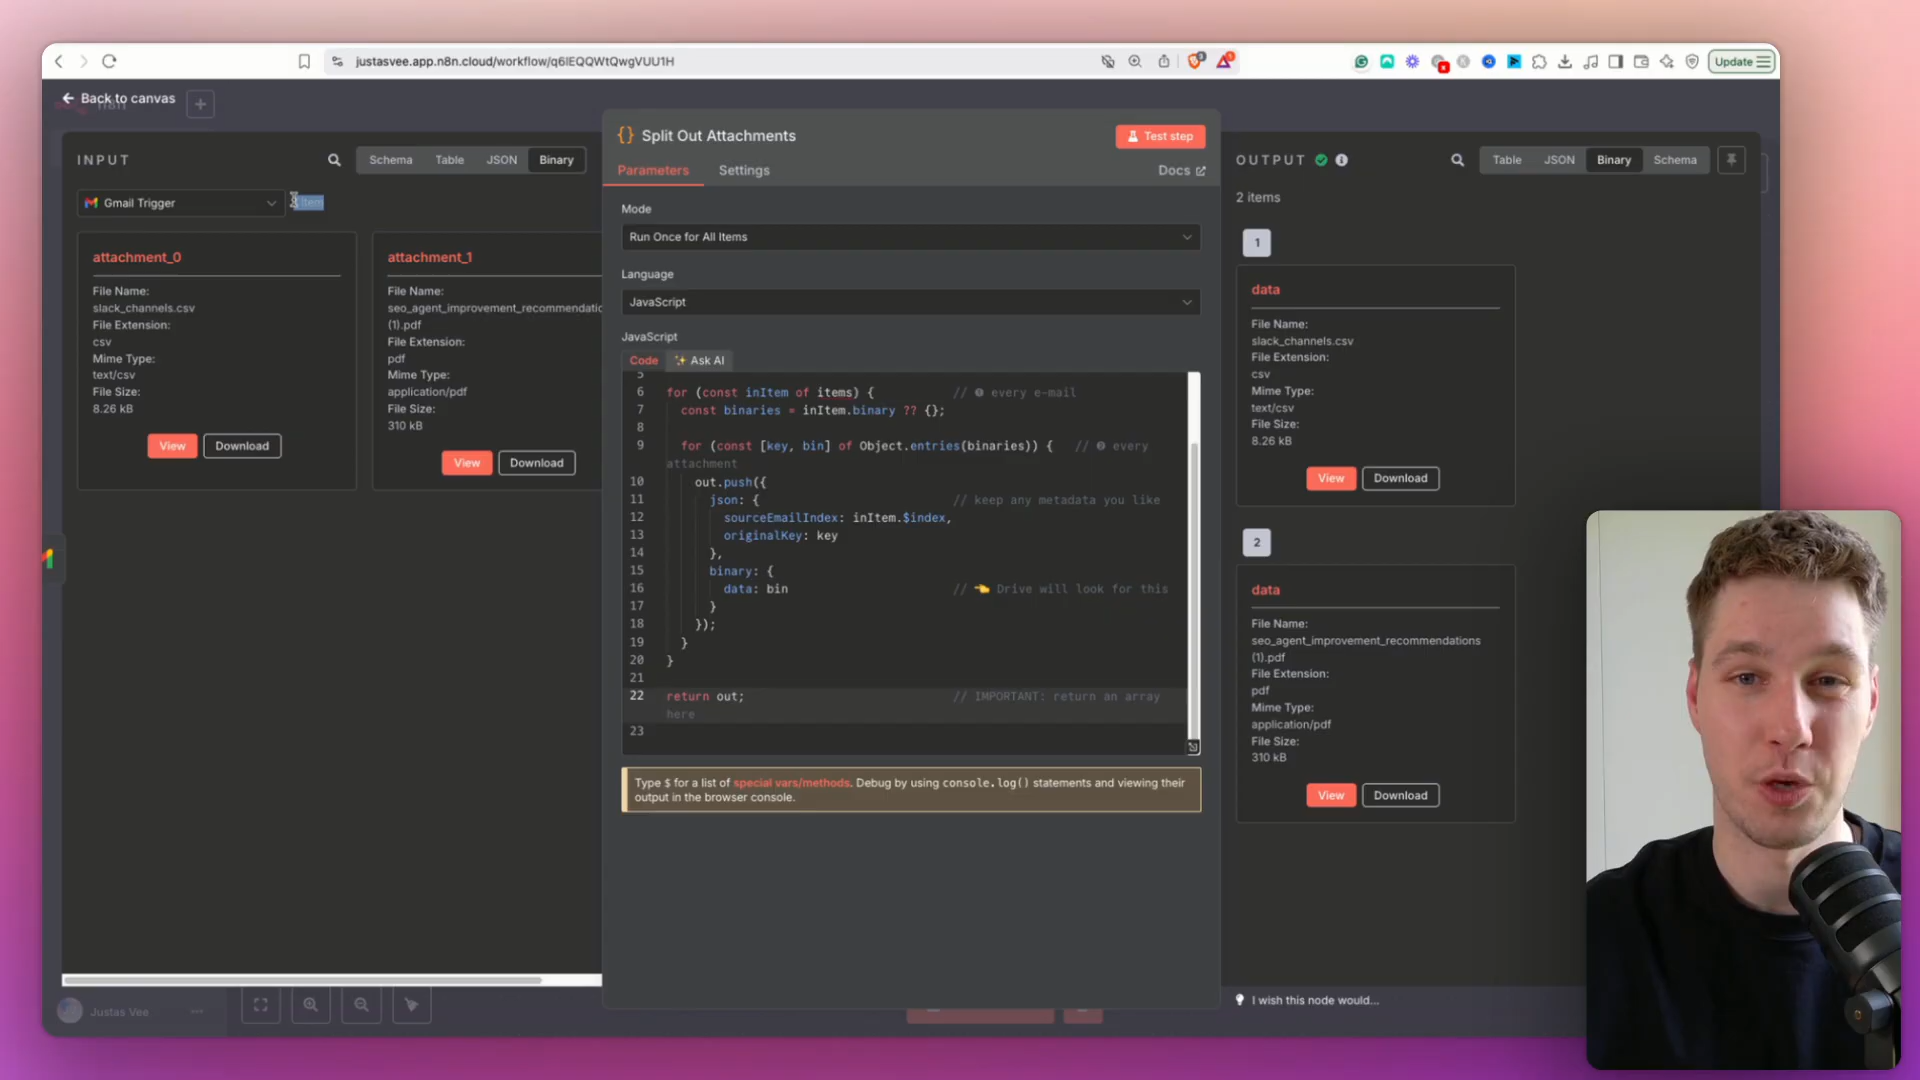 justasvee.app.n8n.cloud/workflow/q6lEQQWtQwgVUU1H
Update
Back to canvas
INPUT
Schema
Table
JSON
Binary
Gmail Trigger
item
attachment_0
File Name:
slack_channels.csv
File Extension:
csv
Mime Type:
text/csv
File Size:
8.26 kB
View
Download
attachment_1
File Name:
seo_agent_improvement_recommendatic
(1).pdf
File Extension:
pdf
Mime Type:
application/pdf
File Size:
310 kB
View
Download
Split Out Attachments
Test step
Parameters
Settings
Docs
Mode
Run Once for All Items
Language
JavaScript
JavaScript
Code
Ask AI
5
6 for (const inItem of items) { // ❶ every e-mail
7 const binaries = inItem.binary ?? {};
8
9 for (const [key, bin] of Object.entries(binaries)) { // ❷ every
attachment
10 out.push({
11 json: { // keep any metadata you like
12 sourceEmailIndex: inItem.$index,
13 originalKey: key
14 },
15 binary: {
16 data: bin // 👈 Drive will look for this
17 }
18 });
19 }
20 }
21
22 return out; // IMPORTANT: return an array
here
23
Type $ for a list of special vars/methods. Debug by using console.log() statements and viewing their
output in the browser console.
OUTPUT
Table
JSON
Binary
Schema
2 items
1
data
File Name:
slack_channels.csv
File Extension:
csv
Mime Type:
text/csv
File Size:
8.26 kB
View
Download
2
data
File Name:
seo_agent_improvement_recommendations
(1).pdf
File Extension:
pdf
Mime Type:
application/pdf
File Size:
310 kB
View
Download
I wish this node would...
Justas Vee